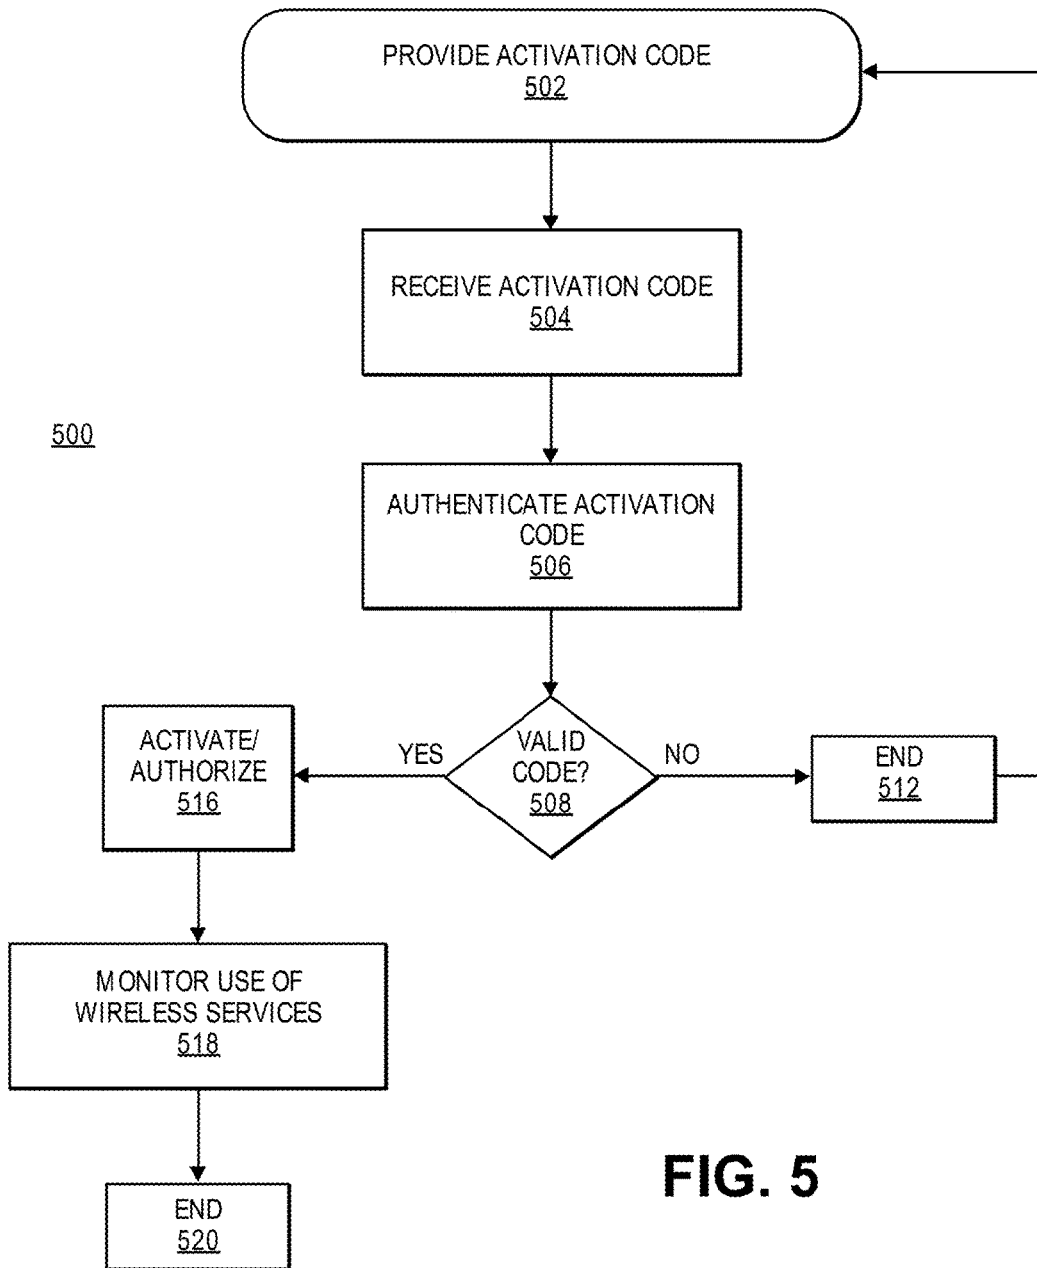 PROVIDE ACTIVATION CODE
502
RECEIVE ACTIVATION CODE
504
500
AUTHENTICATE ACTIVATION
CODE
506
ACTIVATE/
AUTHORIZE
516
YES
VALID
CODE?
508
NO
END
512
MONITOR USE OF
WIRELESS SERVICES
518
END
520
FIG. 5